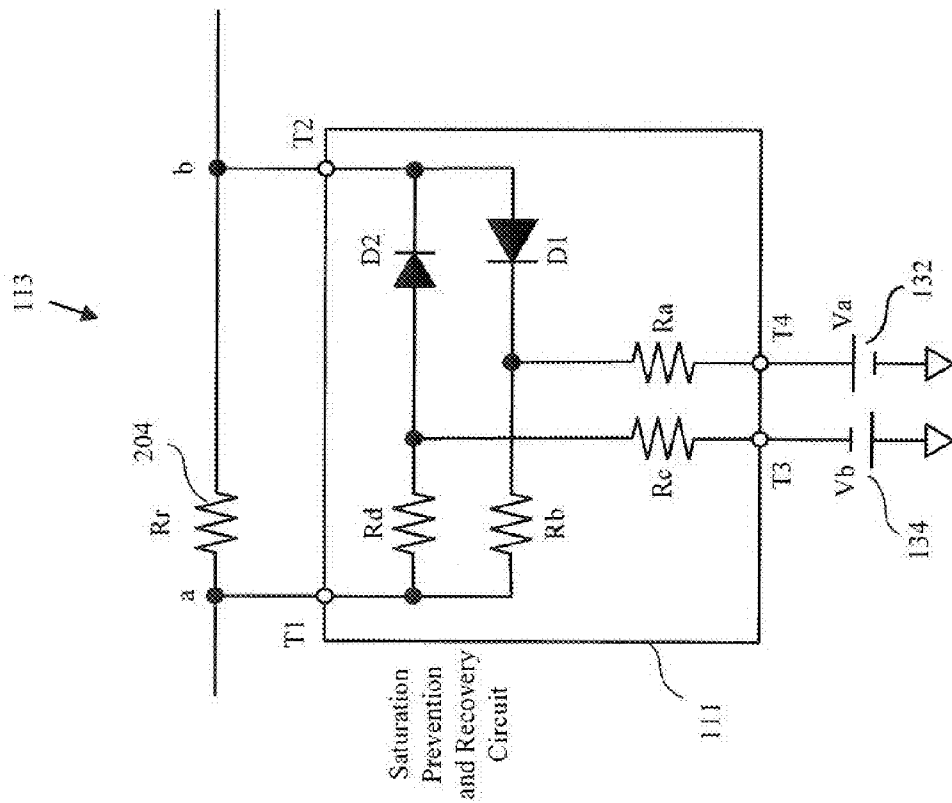 113
204
Rr
a
b
T1
T2
D2
Rd
D1
Rb
Ra
Rc
T3
T4
Vb
Va
134
132
Saturation
Prevention
and Recovery
Circuit
111